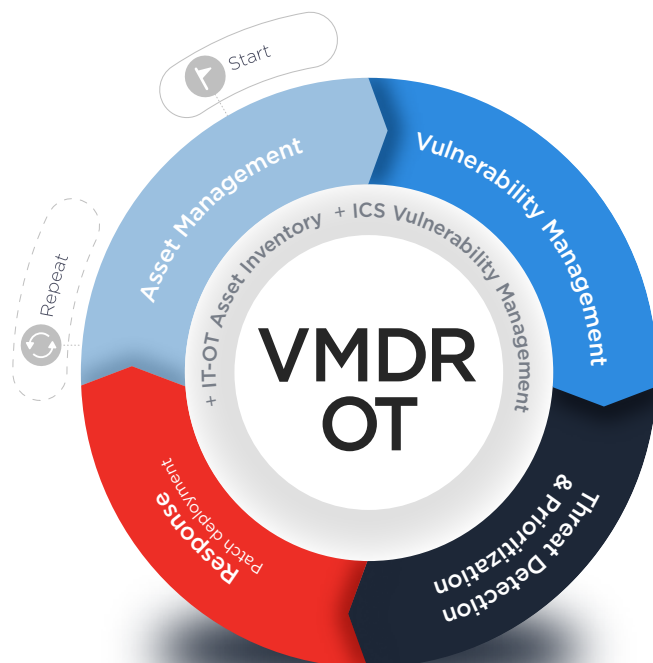 Start
Asset Management
Vulnerability Management
Threat Detection
& Prioritization
Response
Patch deployment
Repeat
+ IT-OT Asset Inventory
+ ICS Vulnerability Management
VMDR
OT